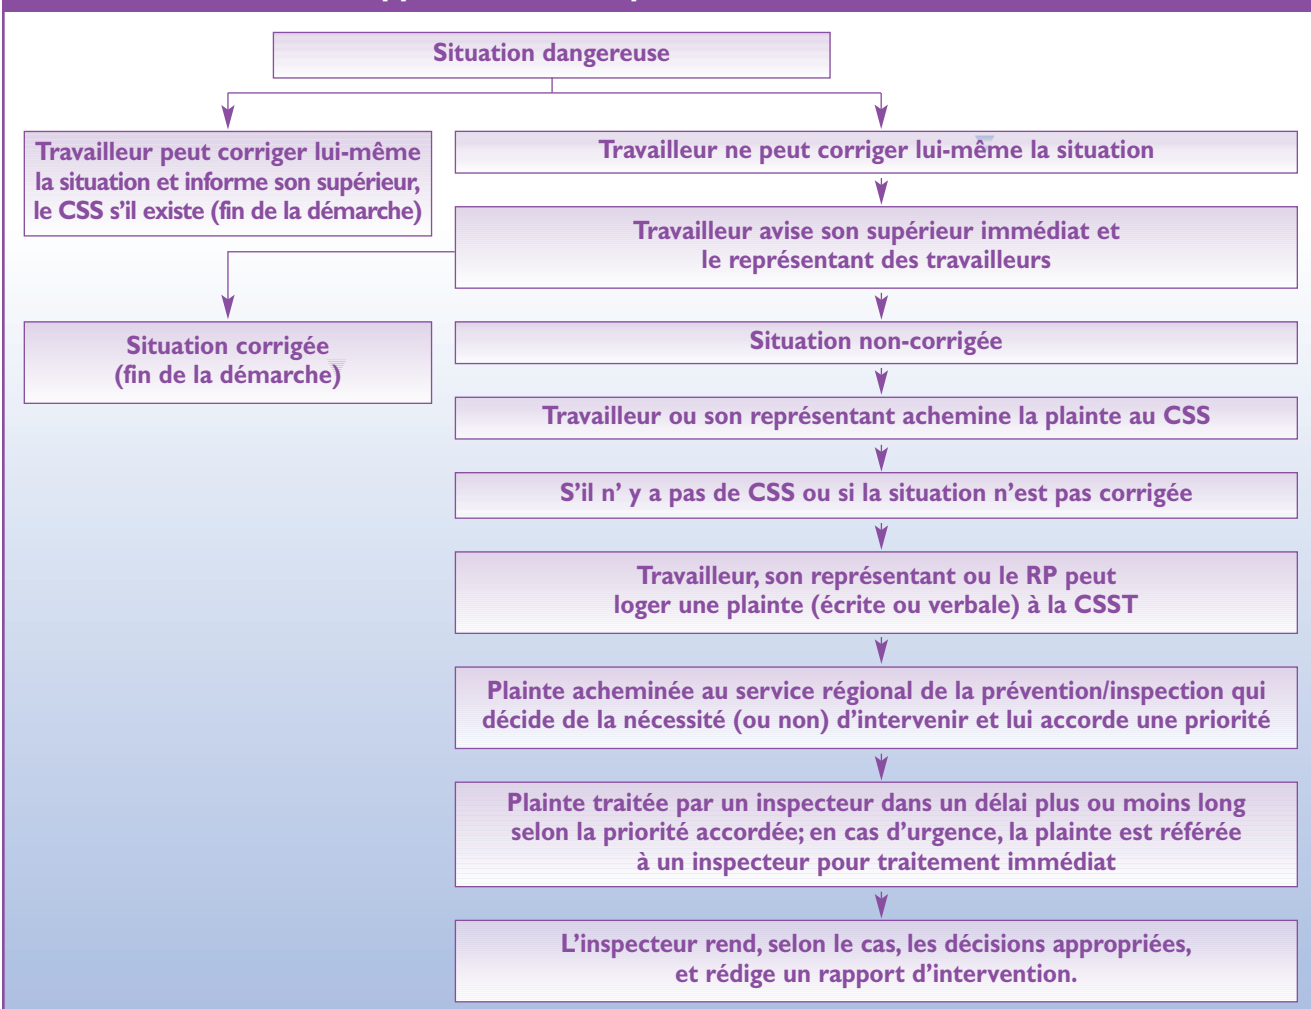 Situation dangereuse
Travailleur peut corriger lui-même
la situation et informe son supérieur,
le CSS s’il existe (fin de la démarche)
Travailleur ne peut corriger lui-même la situation
Travailleur avise son supérieur immédiat et
le représentant des travailleurs
Situation corrigée
(fin de la démarche)
Situation non-corrigée
Travailleur ou son représentant achemine la plainte au CSS
S’il n’ y a pas de CSS ou si la situation n’est pas corrigée
Travailleur, son représentant ou le RP peut
loger une plainte (écrite ou verbale) à la CSST
Plainte acheminée au service régional de la prévention/inspection qui
décide de la nécessité (ou non) d’intervenir et lui accorde une priorité
Plainte traitée par un inspecteur dans un délai plus ou moins long
selon la priorité accordée; en cas d’urgence, la plainte est référée
à un inspecteur pour traitement immédiat
L’inspecteur rend, selon le cas, les décisions appropriées,
et rédige un rapport d’intervention.